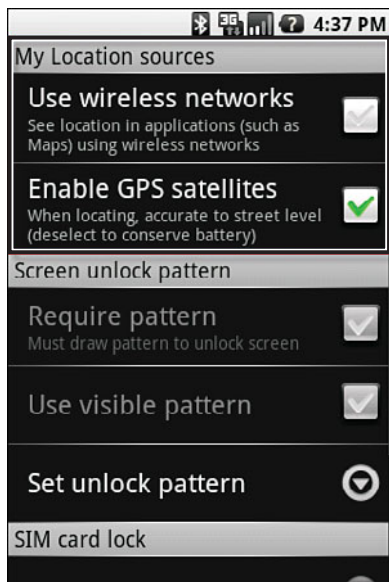 3G 4:37 PM
My Location sources
Use wireless networks
See location in applications (such as
Maps) using wireless networks
Enable GPS satellites
When locating, accurate to street level
(deselect to conserve battery)
Screen unlock pattern
Require pattern
Must draw pattern to unlock screen
Use visible pattern
Set unlock pattern
SIM card lock